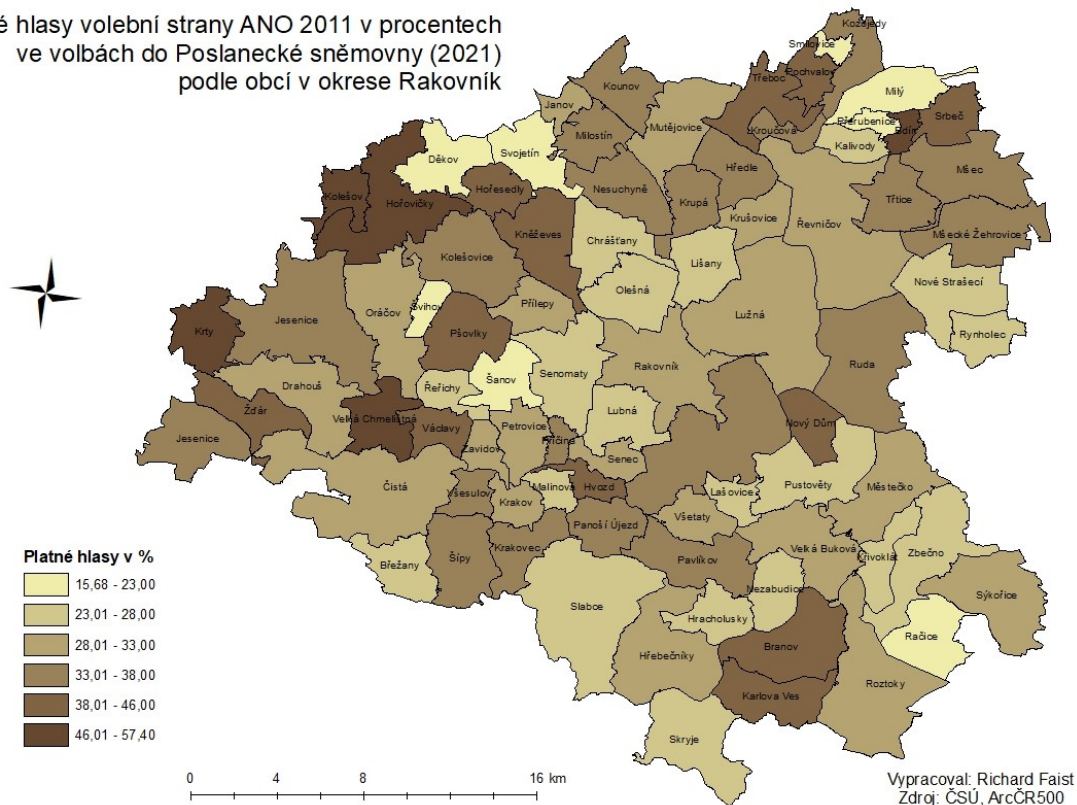 é hlasy volební strany ANO 2011 v procentech
ve volbách do Poslanecké sněmovny (2021)
podle obcí v okrese Rakovník
Kozojedy
Smilovice
Pochvalov
Třeboc
Kounov
Janov
Milý
Přerubenice
Bdín
Srbeč
Milostín
Mutějovice
Kroučová
Kalivody
Děkov
Svojetín
Hředle
Mšec
Kolešov
Hořovičky
Hořesedly
Nesuchyně
Krupá
Krušovice
Řevničov
Třtice
Kněževes
Chrášťany
Lišany
Mšecké Žehrovice
Kolešovice
Olešná
Nové Strašecí
Oráčov
Švihov
Přílepy
Lužná
Krty
Jesenice
Pšovlky
Rynholec
Drahouš
Řeřichy
Šanov
Senomaty
Rakovník
Ruda
Žďár
Velká Chmelištná
Václavy
Petrovice
Lubná
Nový Dům
Jesenice
Zavidov
Příčina
Senec
Čistá
Všesulov
Krakov
Malinová
Hvozd
Lašovice
Pustověty
Městečko
Všetaty
Panoší Újezd
Břežany
Šípy
Krakovec
Pavlíkov
Velká Buková
Křivoklát
Zbečno
Slabce
Nezabudice
Sýkořice
Hracholusky
Račice
Hřebečníky
Branov
Karlova Ves
Roztoky
Skryje
Platné hlasy v %
15,68 - 23,00
23,01 - 28,00
28,01 - 33,00
33,01 - 38,00
38,01 - 46,00
46,01 - 57,40
0 4 8 16 km
Vypracoval: Richard Faist
Zdroj: ČSÚ, ArcČR500